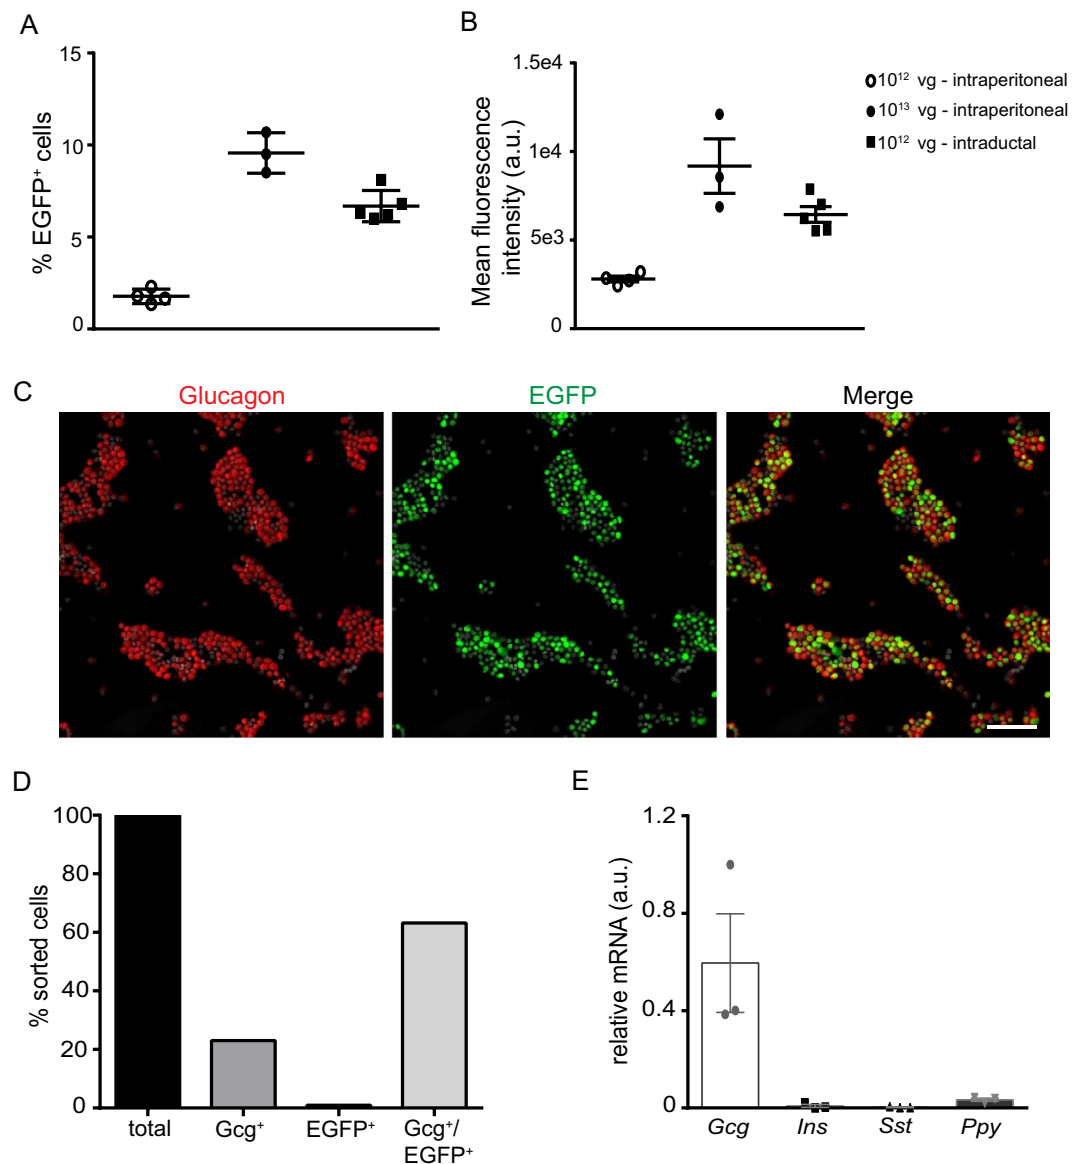 A
15
10
5
0
% EGFP⁺ cells
B
1.5e4
1e4
5e3
0
Mean fluorescence
intensity (a.u.)
10¹² vg - intraperitoneal
10¹³ vg - intraperitoneal
10¹² vg - intraductal
C
Glucagon
EGFP
Merge
D
100
80
60
40
20
0
% sorted cells
total
Gcg⁺
EGFP⁺
Gcg⁺/
EGFP⁺
E
1.2
0.8
0.4
0
relative mRNA (a.u.)
Gcg
Ins
Sst
Ppy